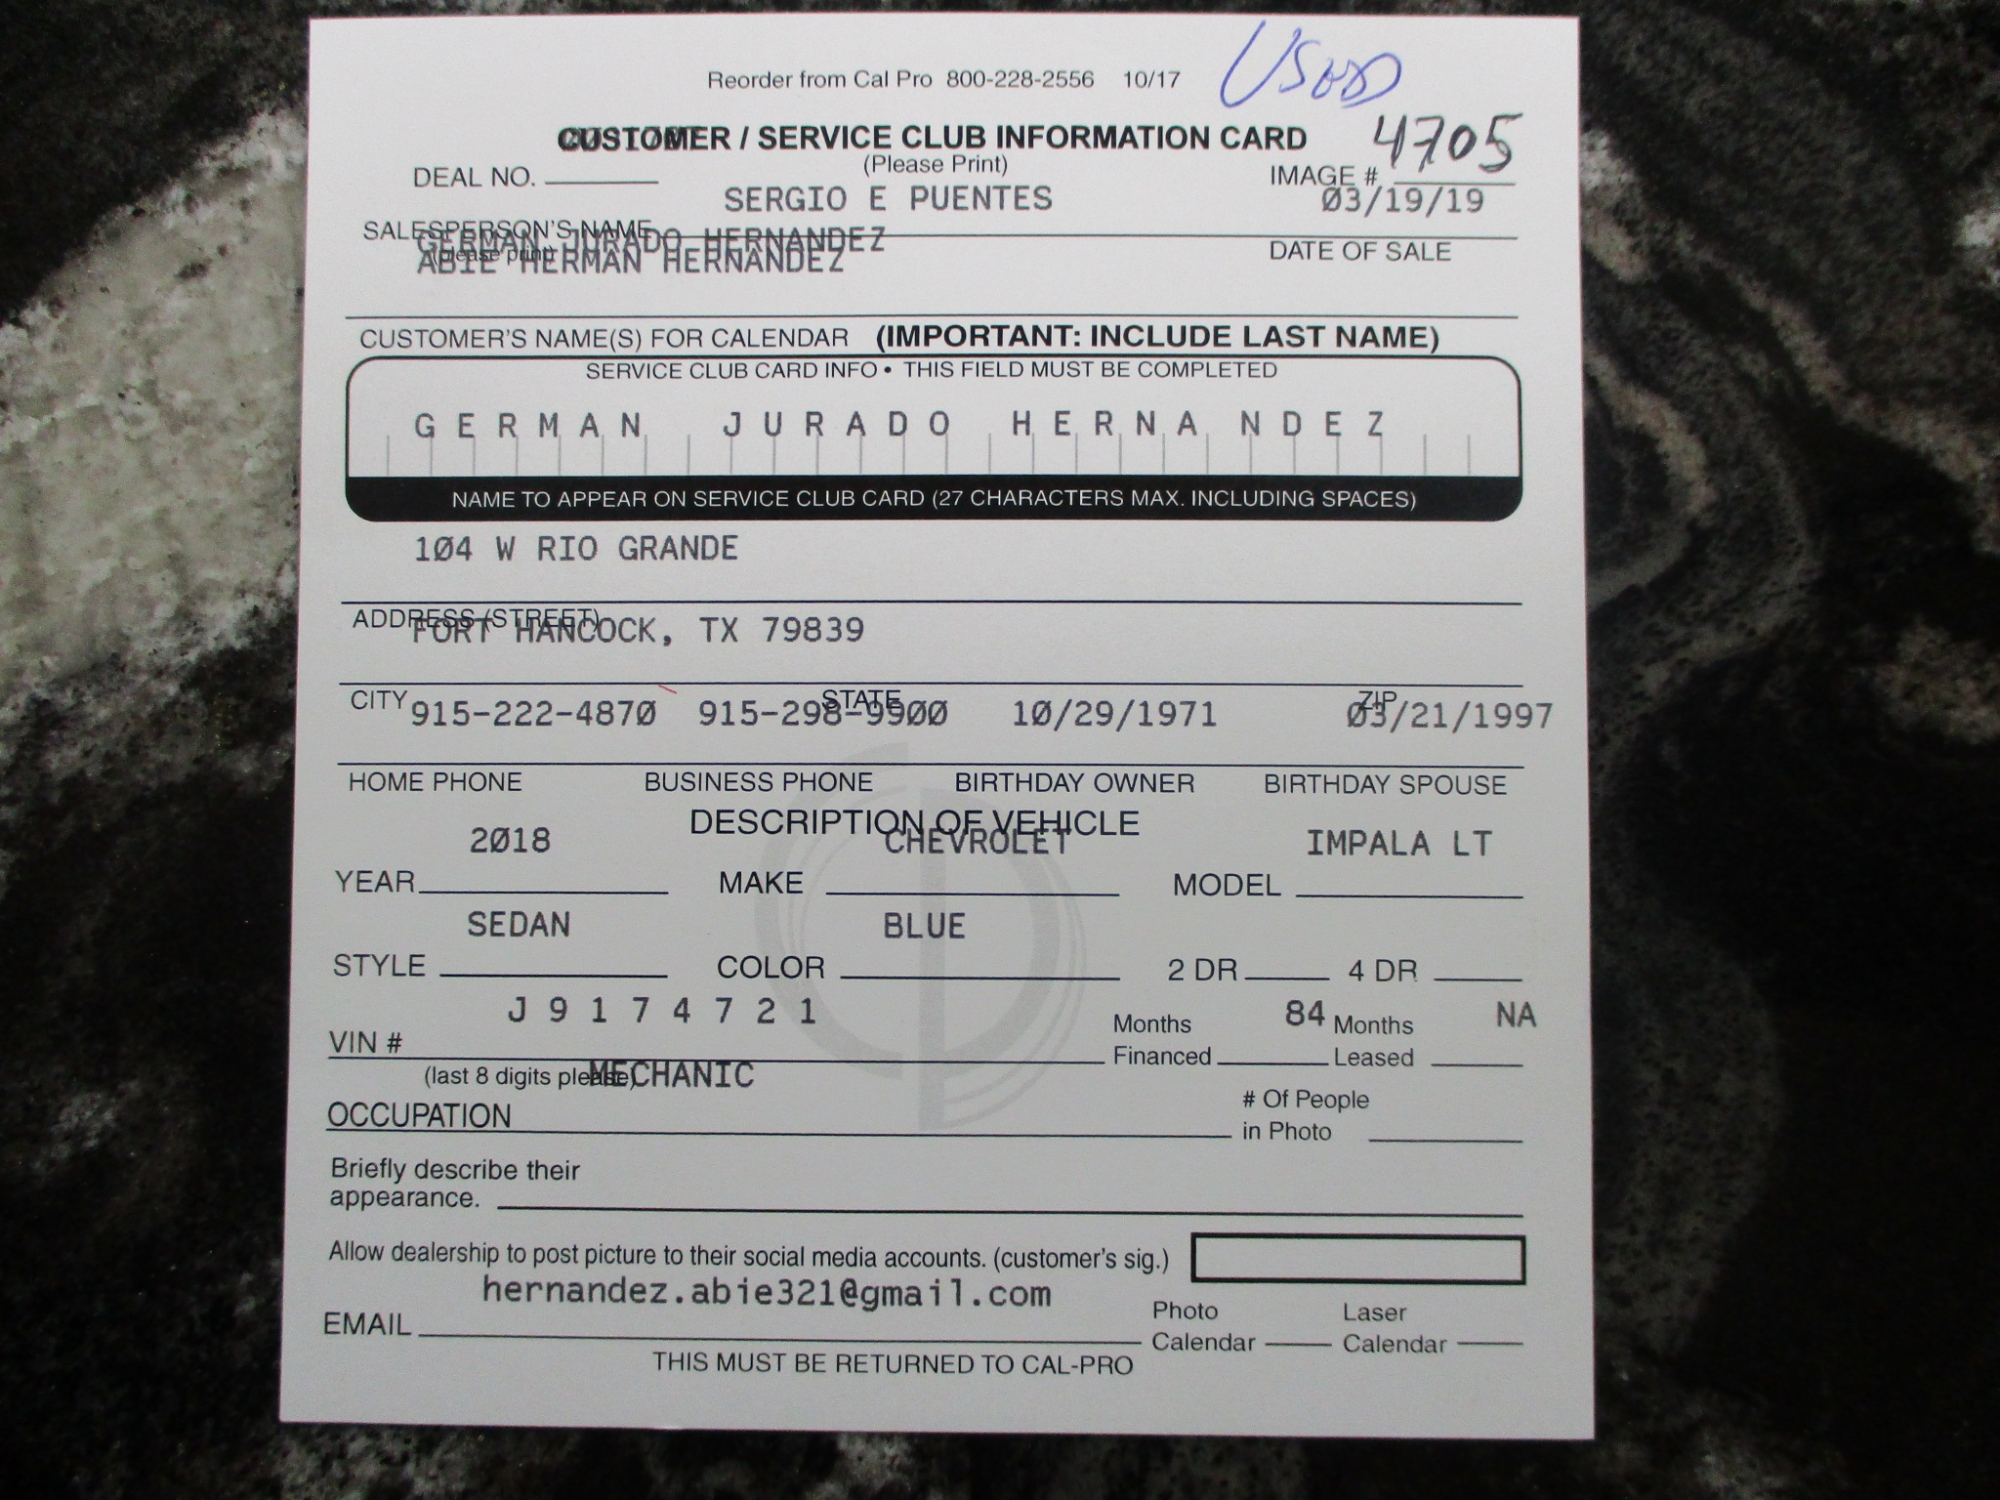 Reorder from Cal Pro 800-228-2556 10/17 USED
CUSTOMER / SERVICE CLUB INFORMATION CARD 4705
(Please Print)
DEAL NO. IMAGE #
SERGIO E PUENTES 03/19/19
SALESPERSON'S NAME
GERMAN JURADO HERNANDEZ
(please print) DATE OF SALE
ABIE HERMAN HERNANDEZ
CUSTOMER'S NAME(S) FOR CALENDAR (IMPORTANT: INCLUDE LAST NAME)
SERVICE CLUB CARD INFO • THIS FIELD MUST BE COMPLETED
GERMAN JURADO HERNANDEZ
NAME TO APPEAR ON SERVICE CLUB CARD (27 CHARACTERS MAX. INCLUDING SPACES)
104 W RIO GRANDE
ADDRESS (STREET)
FORT HANCOCK, TX 79839
CITY STATE ZIP
915-222-4870 915-298-9900 10/29/1971 03/21/1997
HOME PHONE BUSINESS PHONE BIRTHDAY OWNER BIRTHDAY SPOUSE
DESCRIPTION OF VEHICLE
2018 CHEVROLET IMPALA LT
YEAR MAKE MODEL
SEDAN BLUE
STYLE COLOR 2 DR 4 DR
J9174721 84 NA
VIN # Months Financed Months Leased
(last 8 digits please)
MECHANIC
OCCUPATION # Of People in Photo
Briefly describe their
appearance.
Allow dealership to post picture to their social media accounts. (customer's sig.)
hernandez.abie321@gmail.com
EMAIL Photo Calendar Laser Calendar
THIS MUST BE RETURNED TO CAL-PRO